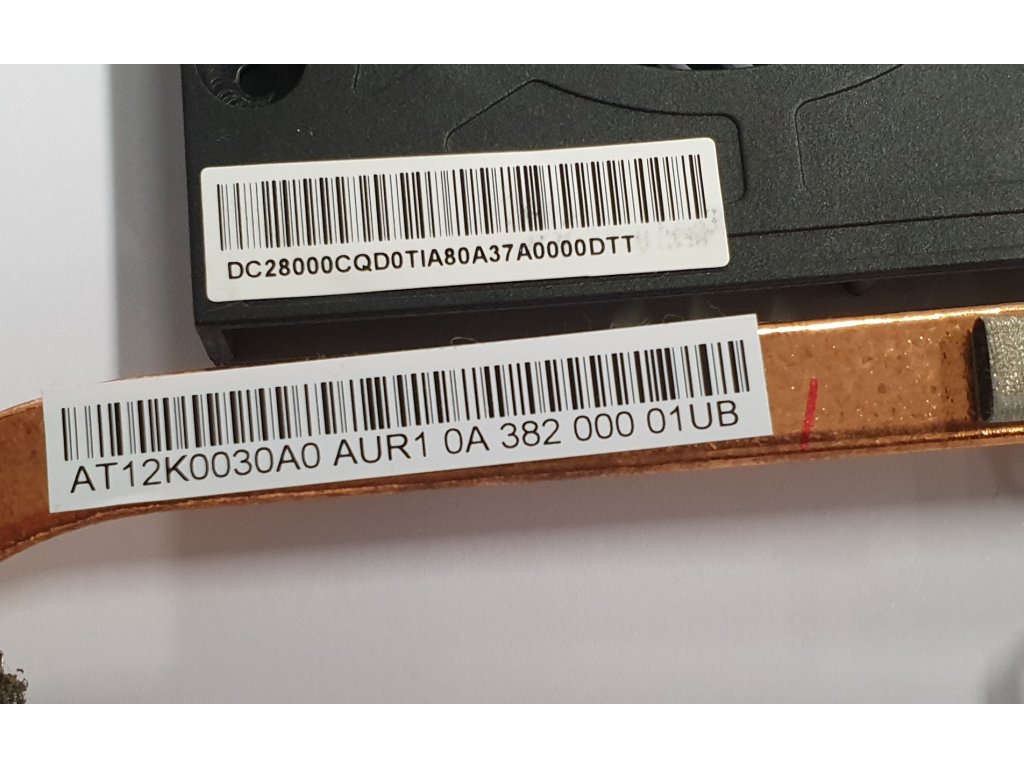 DC28000CQD0TIA80A37A0000DTT
AT12K0030A0 AUR1 0A 382 000 01UB